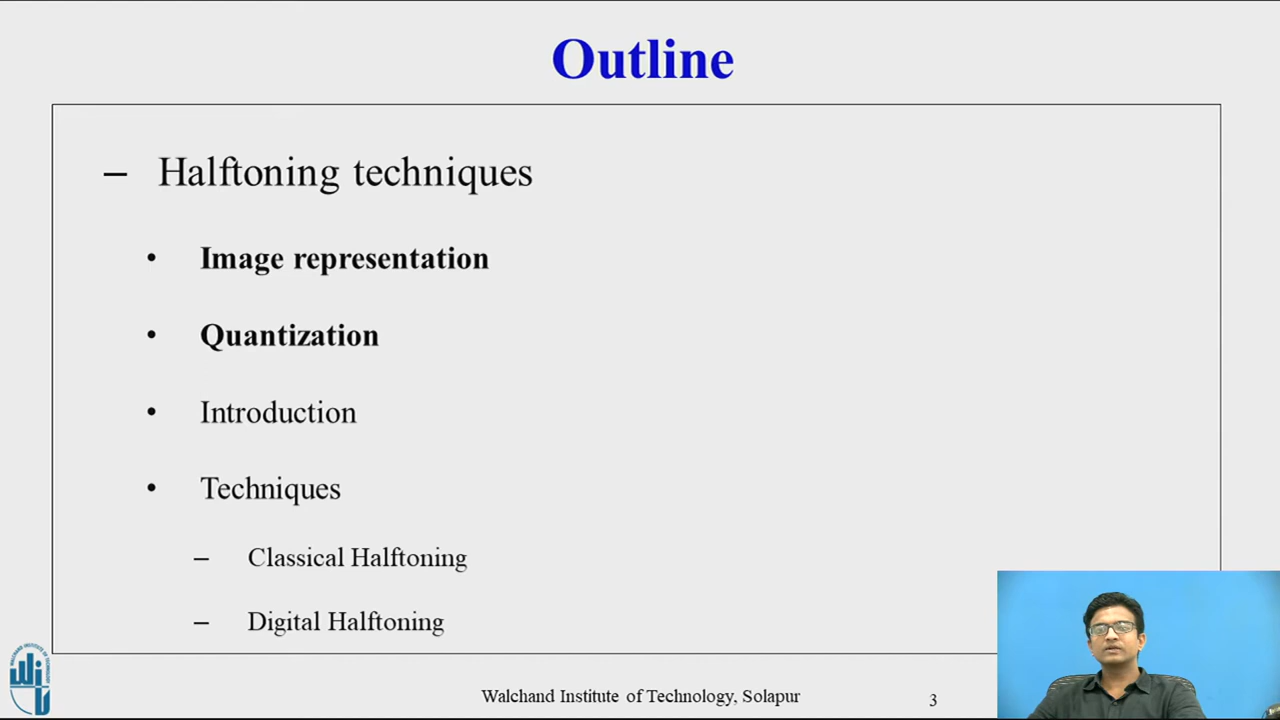 Outline
– Halftoning techniques
• Image representation
• Quantization
• Introduction
• Techniques
– Classical Halftoning
– Digital Halftoning
Walchand Institute of Technology, Solapur
3